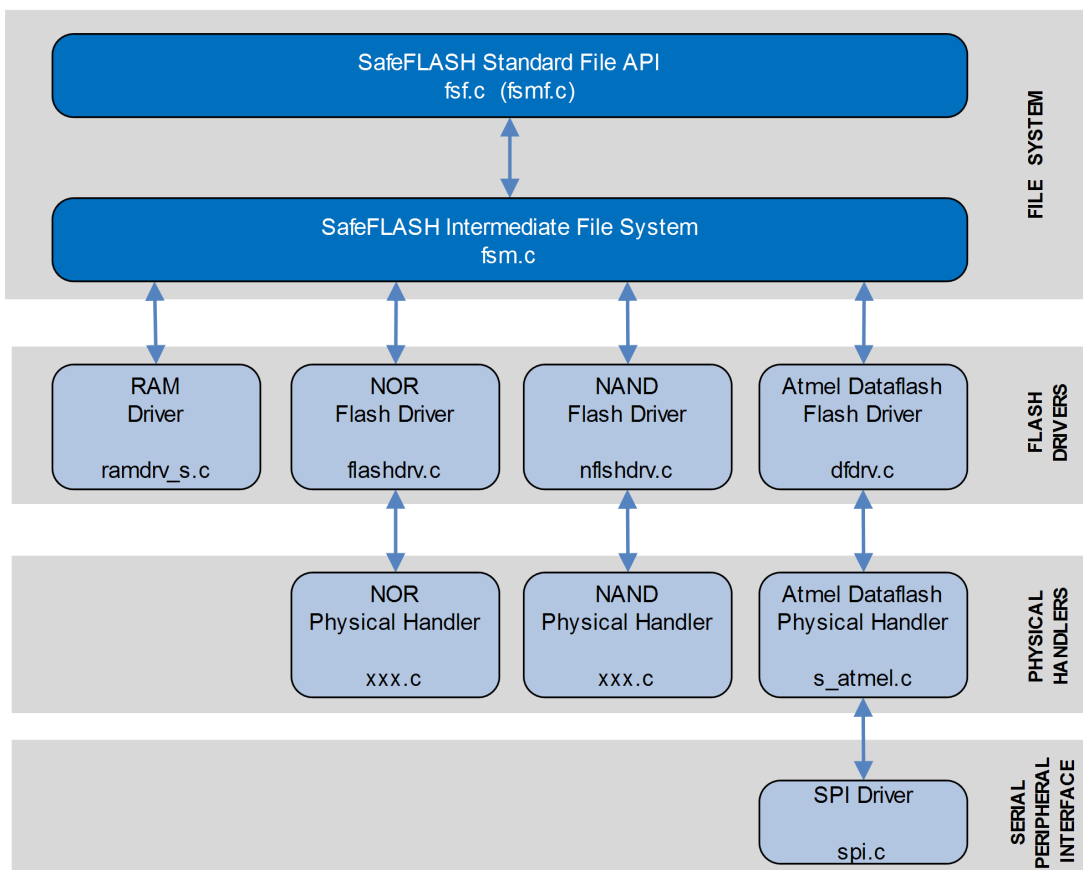 SafeFLASH Standard File API
fsf.c (fsmf.c)
FILE SYSTEM
SafeFLASH Intermediate File System
fsm.c
RAM
Driver
ramdrv_s.c
NOR
Flash Driver
flashdrv.c
NAND
Flash Driver
nflshdrv.c
Atmel Dataflash
Flash Driver
dfdrv.c
FLASH
DRIVERS
NOR
Physical Handler
xxx.c
NAND
Physical Handler
xxx.c
Atmel Dataflash
Physical Handler
s_atmel.c
PHYSICAL
HANDLERS
SPI Driver
spi.c
SERIAL
PERIPHERAL
INTERFACE